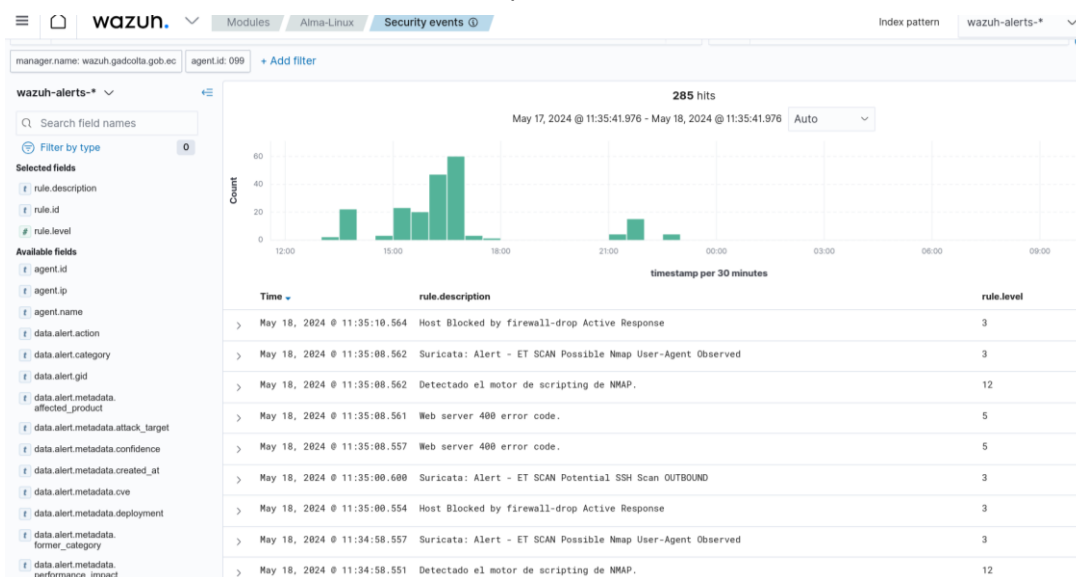 wazuh. Modules Alma-Linux Security events Index pattern wazuh-alerts-*
manager.name: wazuh.gadcolta.gob.ec agent.id: 099 + Add filter
wazuh-alerts-*
Search field names
Filter by type 0
Selected fields
t rule.description
t rule.id
# rule.level
Available fields
t agent.id
t agent.ip
t agent.name
t data.alert.action
t data.alert.category
t data.alert.gid
t data.alert.metadata.
affected_product
t data.alert.metadata.attack_target
t data.alert.metadata.confidence
t data.alert.metadata.created_at
t data.alert.metadata.cve
t data.alert.metadata.deployment
t data.alert.metadata.
former_category
t data.alert.metadata.
performance_impact
285 hits
May 17, 2024 @ 11:35:41.976 - May 18, 2024 @ 11:35:41.976 Auto
Count
60
40
20
0
12:00 15:00 18:00 21:00 00:00 03:00 06:00 09:00
timestamp per 30 minutes
Time rule.description rule.level
May 18, 2024 @ 11:35:10.564 Host Blocked by firewall-drop Active Response 3
May 18, 2024 @ 11:35:08.562 Suricata: Alert - ET SCAN Possible Nmap User-Agent Observed 3
May 18, 2024 @ 11:35:08.562 Detectado el motor de scripting de NMAP. 12
May 18, 2024 @ 11:35:08.561 Web server 400 error code. 5
May 18, 2024 @ 11:35:08.557 Web server 400 error code. 5
May 18, 2024 @ 11:35:00.600 Suricata: Alert - ET SCAN Potential SSH Scan OUTBOUND 3
May 18, 2024 @ 11:35:00.554 Host Blocked by firewall-drop Active Response 3
May 18, 2024 @ 11:34:58.557 Suricata: Alert - ET SCAN Possible Nmap User-Agent Observed 3
May 18, 2024 @ 11:34:58.551 Detectado el motor de scripting de NMAP. 12